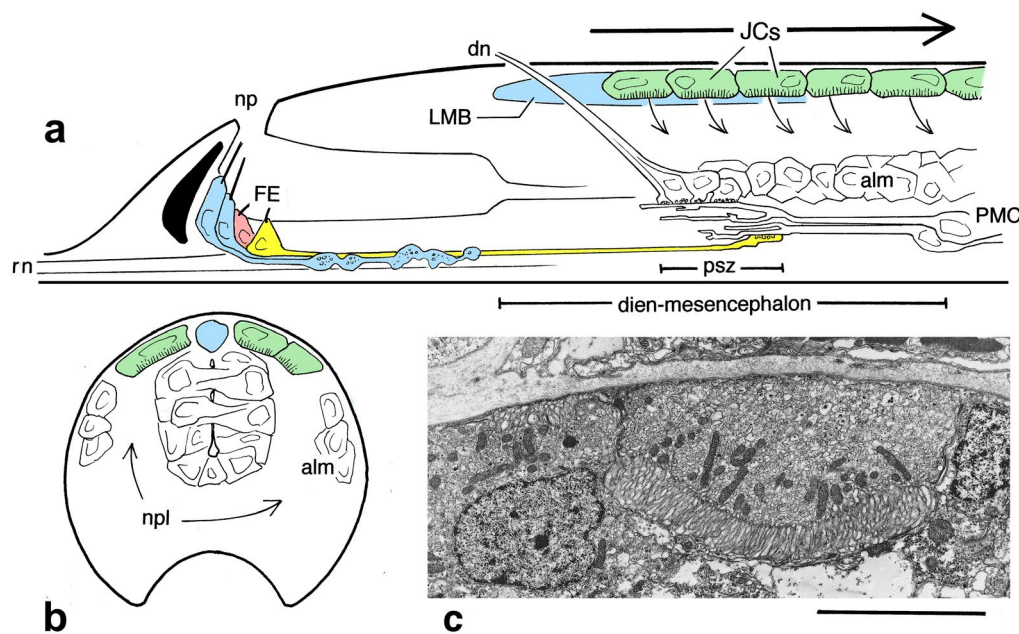 JCs
dn
np
LMB
a
FE
alm
PMC
rn
psz
dien-mesencephalon
alm
npl
b
c